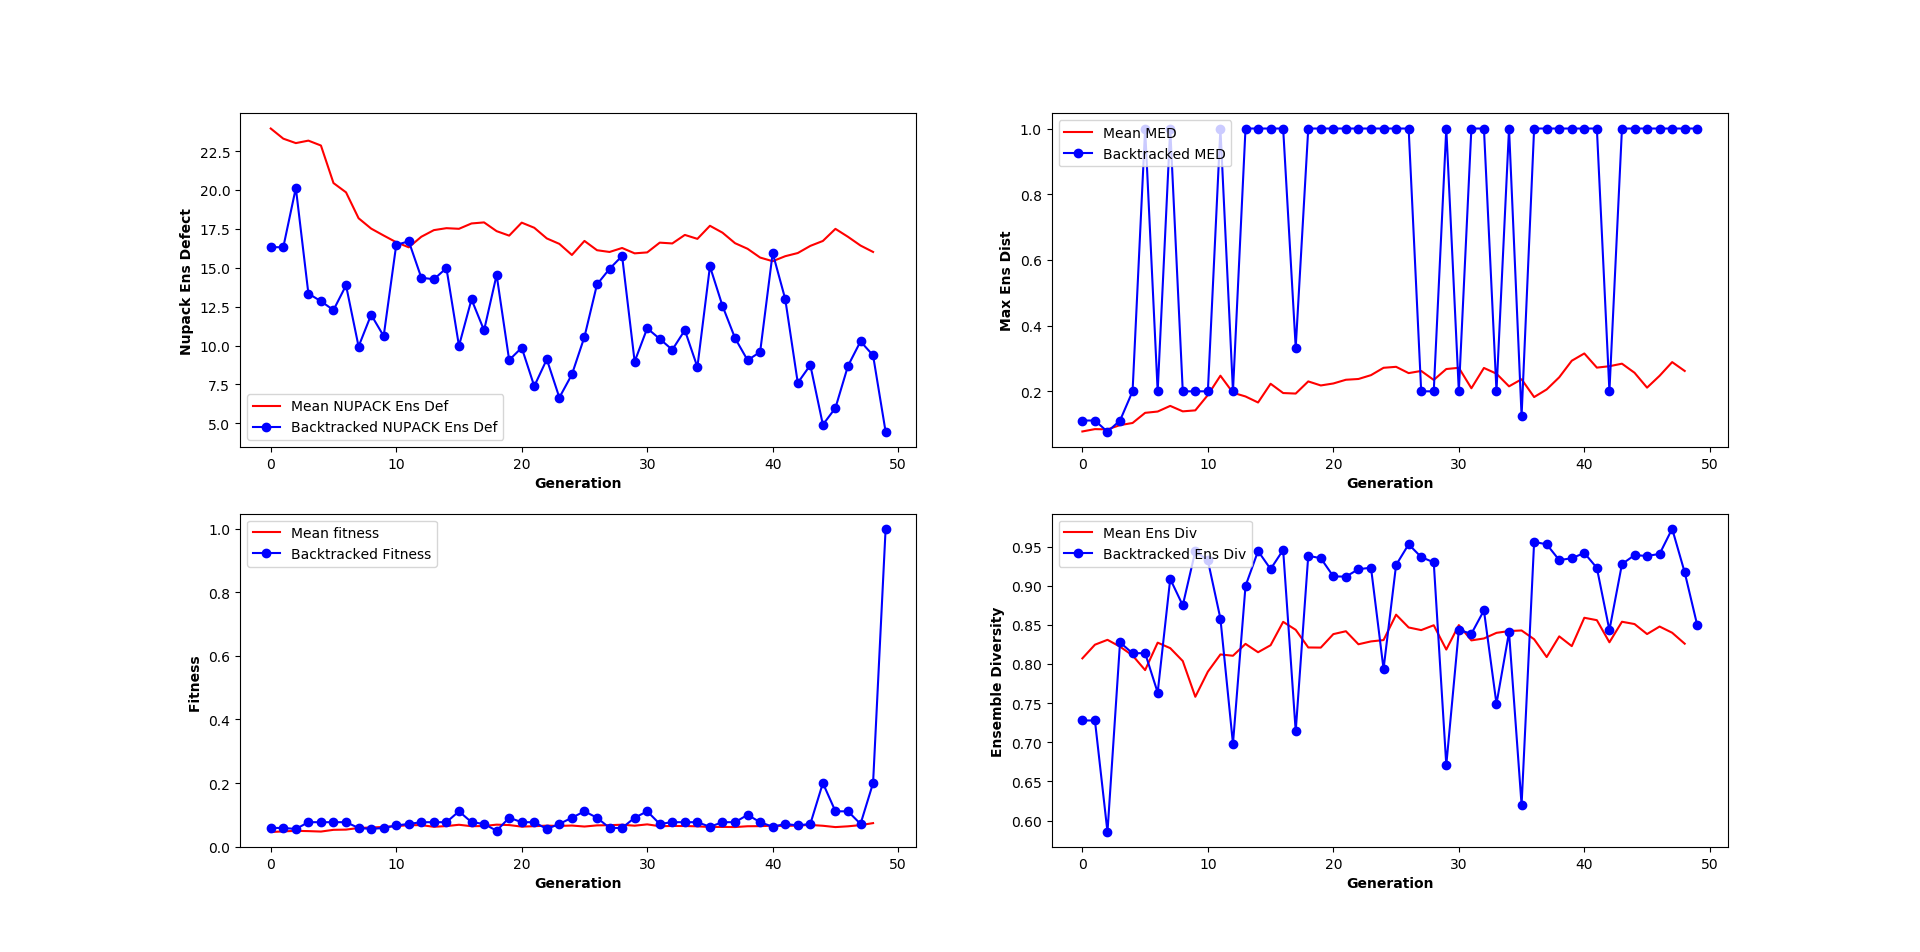 Nupack Ens Defect
22.5
20.0
17.5
15.0
12.5
10.0
7.5
5.0
Mean NUPACK Ens Def
Backtracked NUPACK Ens Def
0 10 20 30 40 50
Generation
Max Ens Dist
1.0
0.8
0.6
0.4
0.2
Mean MED
Backtracked MED
0 10 20 30 40 50
Generation
Fitness
1.0
0.8
0.6
0.4
0.2
0.0
Mean fitness
Backtracked Fitness
0 10 20 30 40 50
Generation
Ensemble Diversity
0.95
0.90
0.85
0.80
0.75
0.70
0.65
0.60
Mean Ens Div
Backtracked Ens Div
0 10 20 30 40 50
Generation